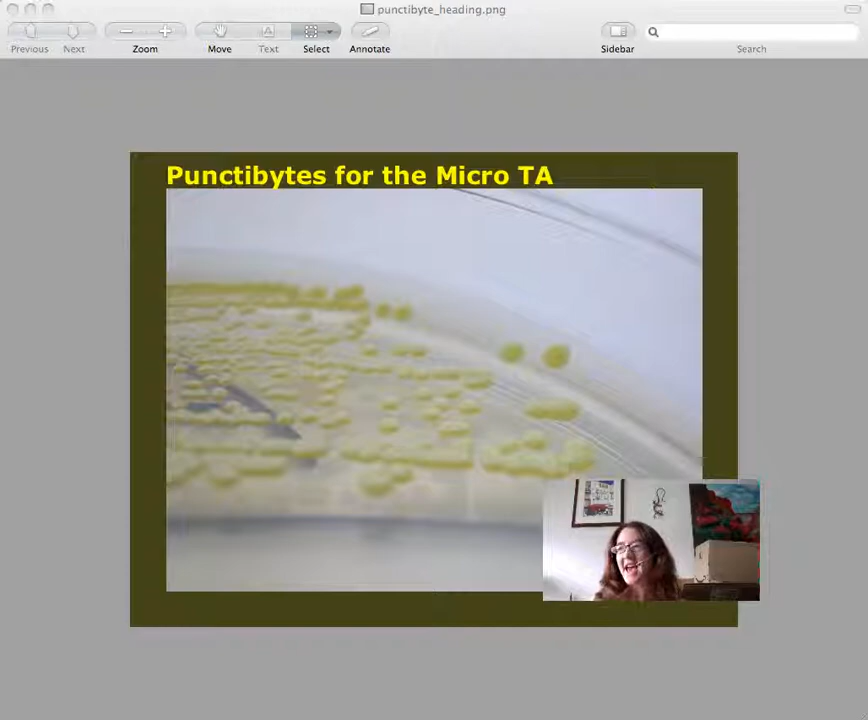 punctibyte_heading.png
Previous Next Zoom Move Text Select Annotate Sidebar Search
Punctibytes for the Micro TA